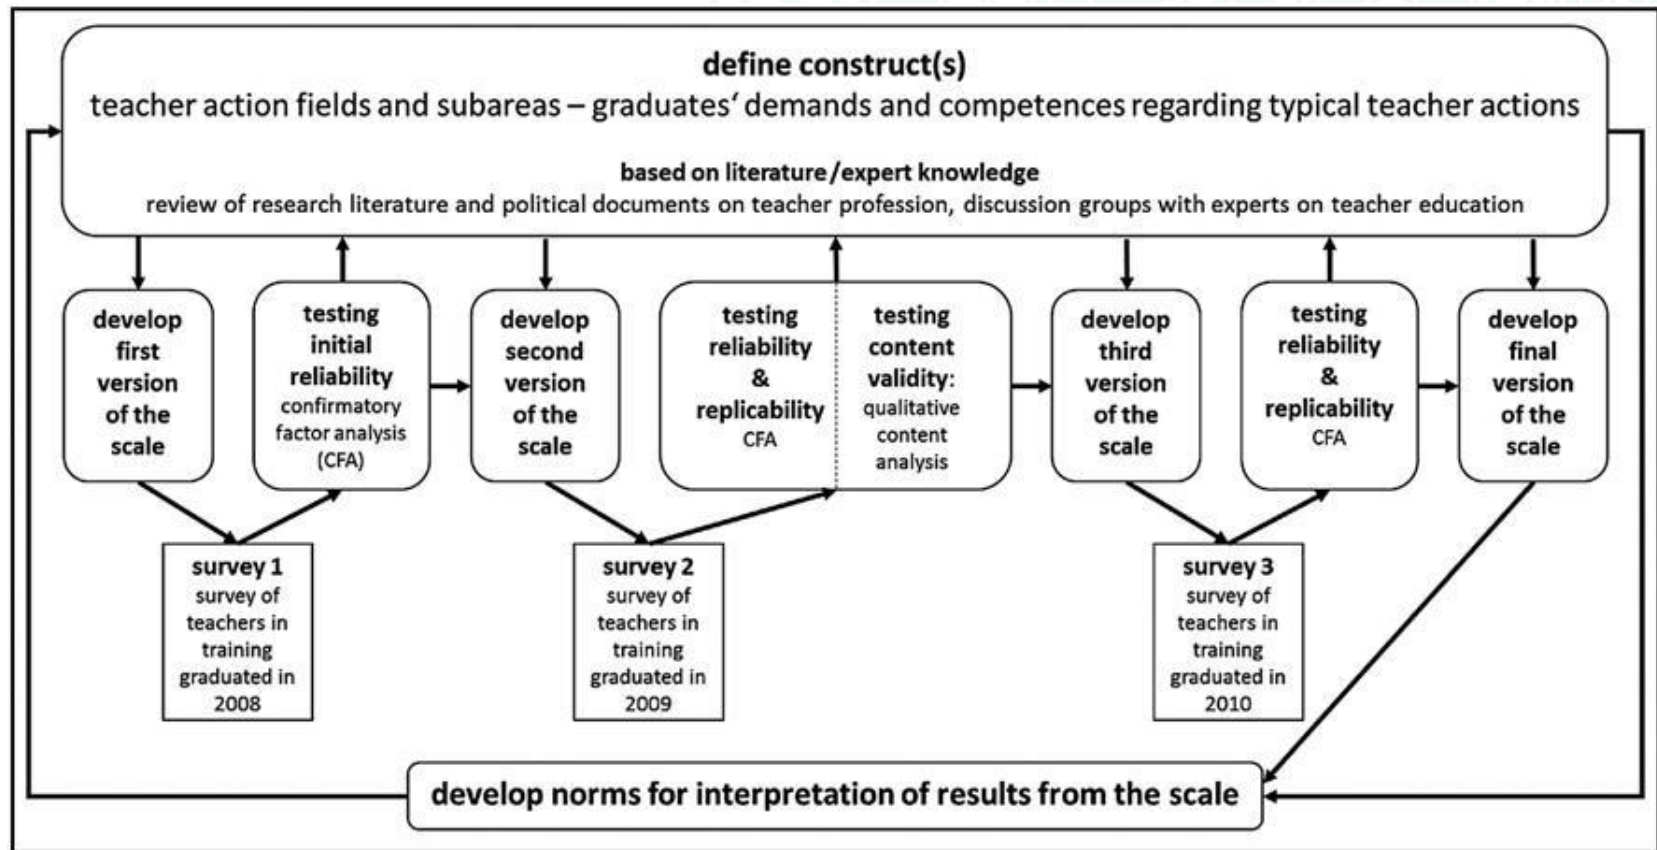 define construct(s)
teacher action fields and subareas – graduates‘ demands and competences regarding typical teacher actions
based on literature/expert knowledge
review of research literature and political documents on teacher profession, discussion groups with experts on teacher education
develop
first
version
of the
scale
testing
initial
reliability
confirmatory
factor analysis
(CFA)
develop
second
version
of the
scale
testing
reliability
&
replicability
CFA
testing
content
validity:
qualitative
content
analysis
develop
third
version
of the
scale
testing
reliability
&
replicability
CFA
develop
final
version
of the
scale
survey 1
survey of
teachers in
training
graduated in
2008
survey 2
survey of
teachers in
training
graduated in
2009
survey 3
survey of
teachers in
training
graduated in
2010
develop norms for interpretation of results from the scale